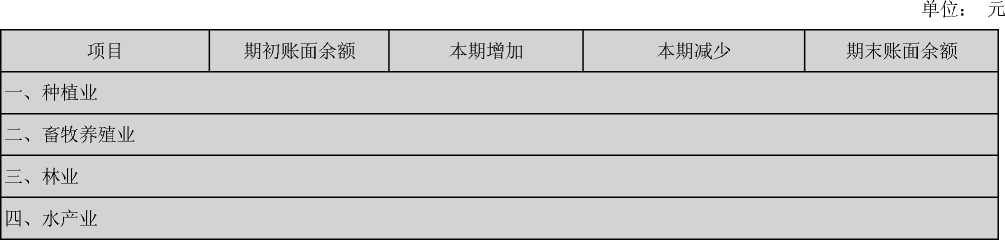 单位： 元
项目 期初账面余额 本期增加 本期减少 期末账面余额
一、种植业
二、畜牧养殖业
三、林业
四、水产业